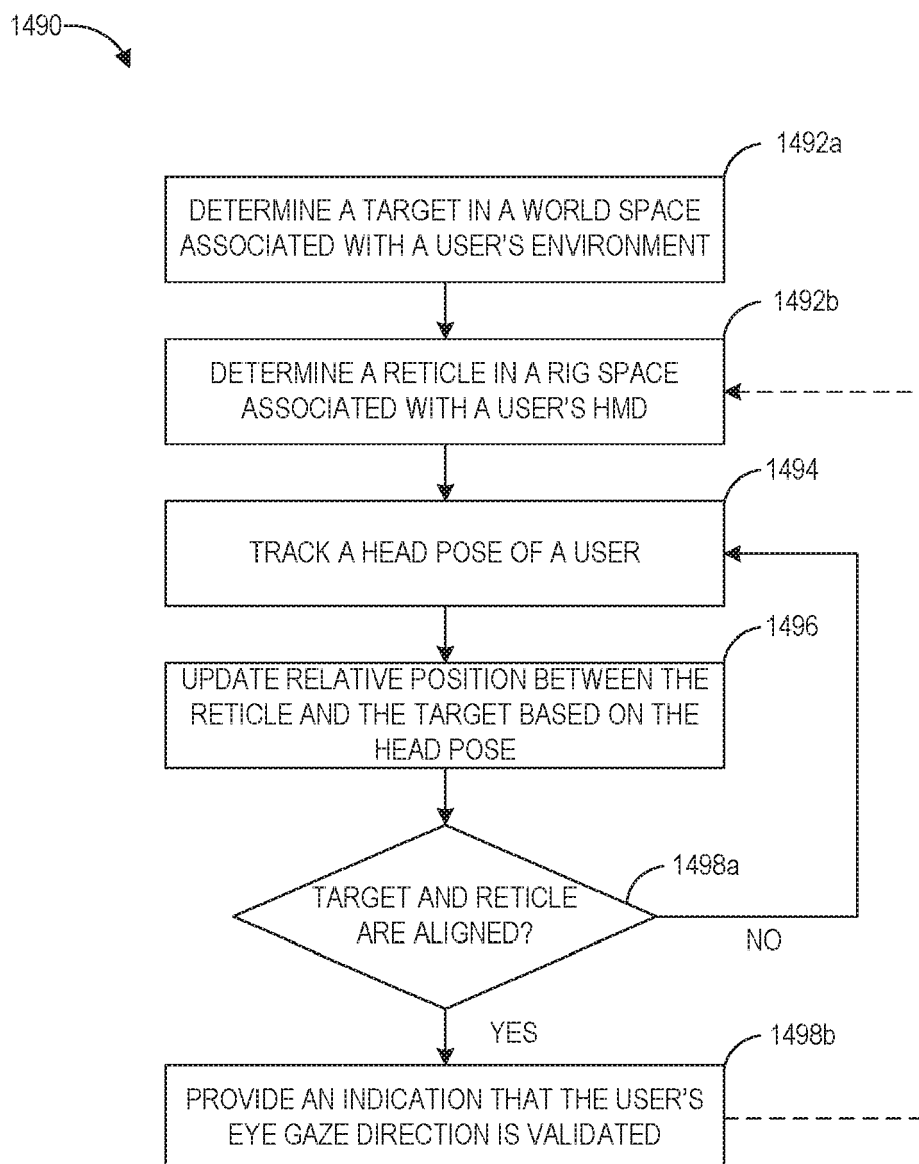 1490
1492a
DETERMINE A TARGET IN A WORLD SPACE
ASSOCIATED WITH A USER'S ENVIRONMENT
1492b
DETERMINE A RETICLE IN A RIG SPACE
ASSOCIATED WITH A USER'S HMD
1494
TRACK A HEAD POSE OF A USER
1496
UPDATE RELATIVE POSITION BETWEEN THE
RETICLE AND THE TARGET BASED ON THE
HEAD POSE
1498a
TARGET AND RETICLE
ARE ALIGNED?
NO
YES
1498b
PROVIDE AN INDICATION THAT THE USER'S
EYE GAZE DIRECTION IS VALIDATED